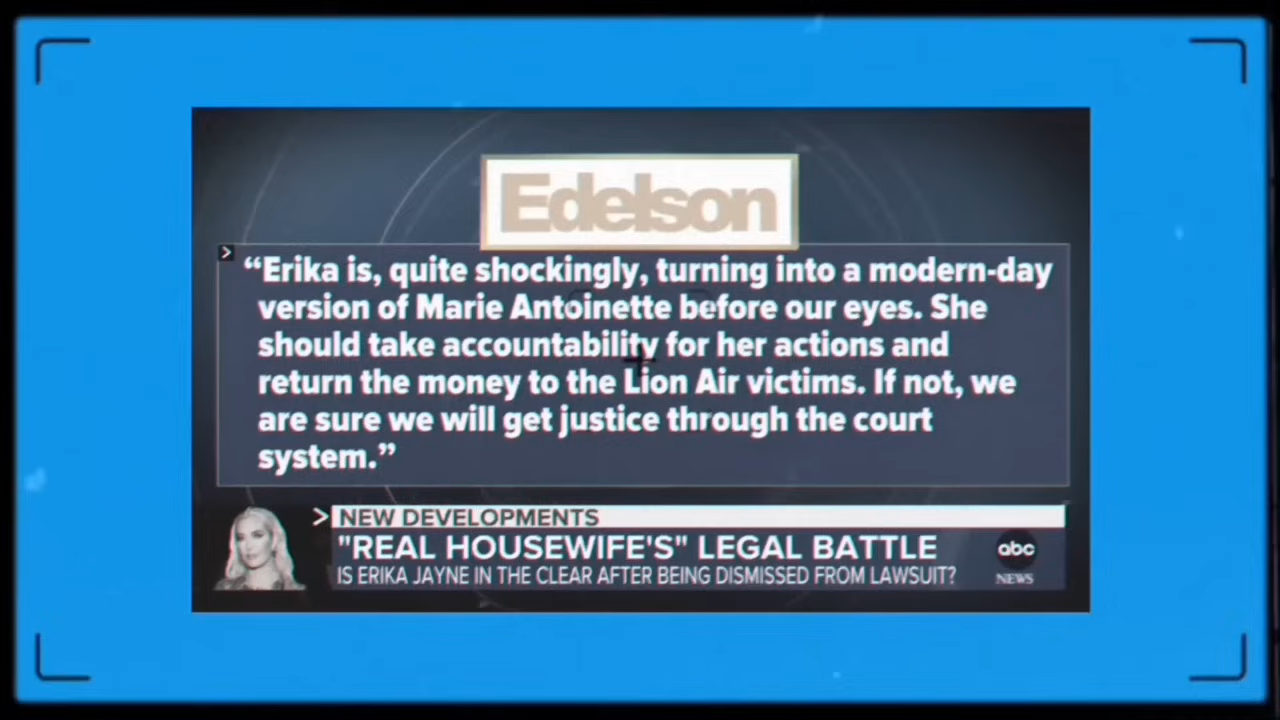 Edelson
“Erika is, quite shockingly, turning into a modern-day
version of Marie Antoinette before our eyes. She
should take accountability for her actions and
return the money to the Lion Air victims. If not, we
are sure we will get justice through the court
system.”
NEW DEVELOPMENTS
"REAL HOUSEWIFE'S" LEGAL BATTLE
IS ERIKA JAYNE IN THE CLEAR AFTER BEING DISMISSED FROM LAWSUIT?
abc
NEWS